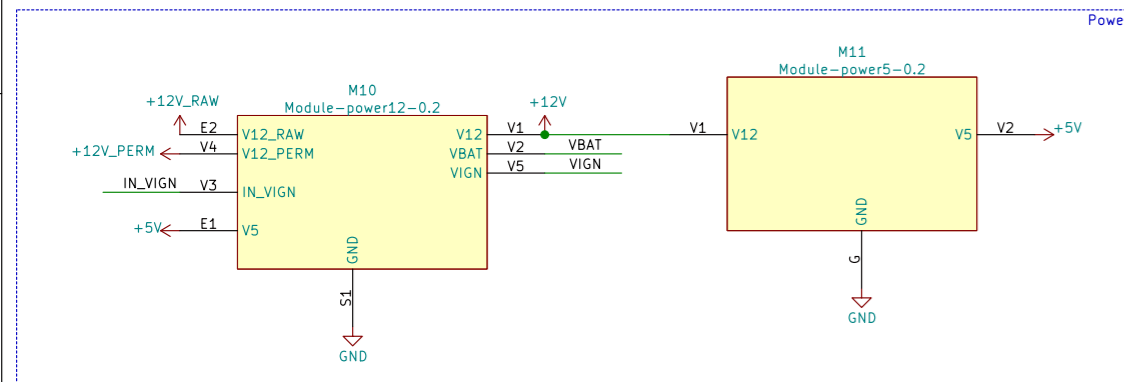 Powe
M10
Module-power12-0.2
+12V_RAW
E2
V12_RAW
+12V_PERM
V4
V12_PERM
IN_VIGN
V3
IN_VIGN
+5V
E1
V5
GND
S1
GND
V12
V1
+12V
VBAT
V2
VBAT
VIGN
V5
VIGN
M11
Module-power5-0.2
V1
V12
V5
V2
+5V
GND
G
GND